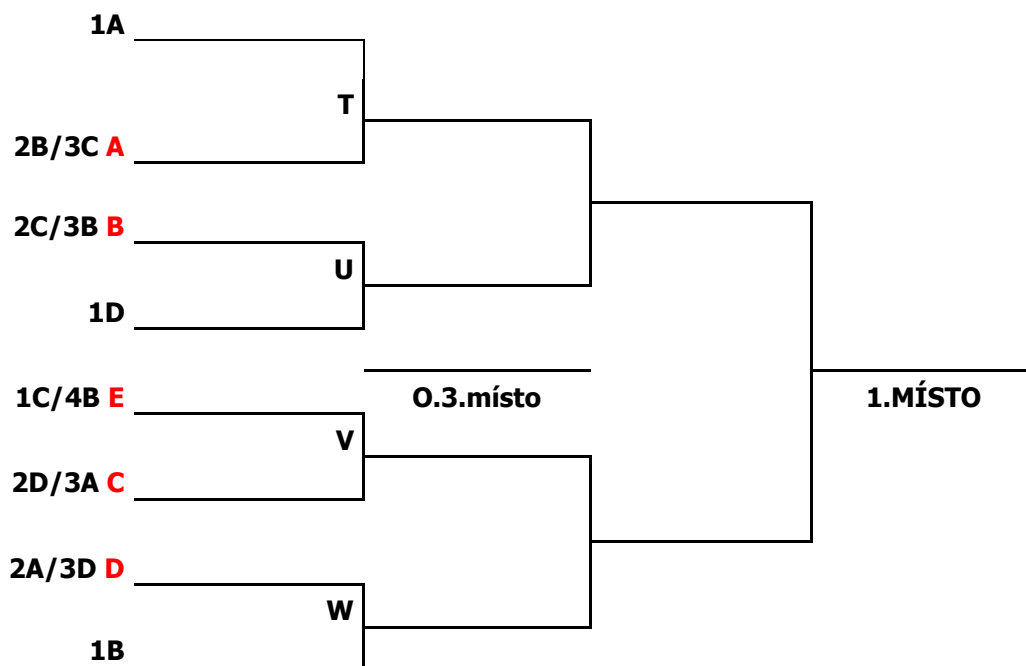 1A
T
2B/3C A
2C/3B B
U
1D
1C/4B E
O.3.místo
1.MÍSTO
V
2D/3A C
2A/3D D
W
1B